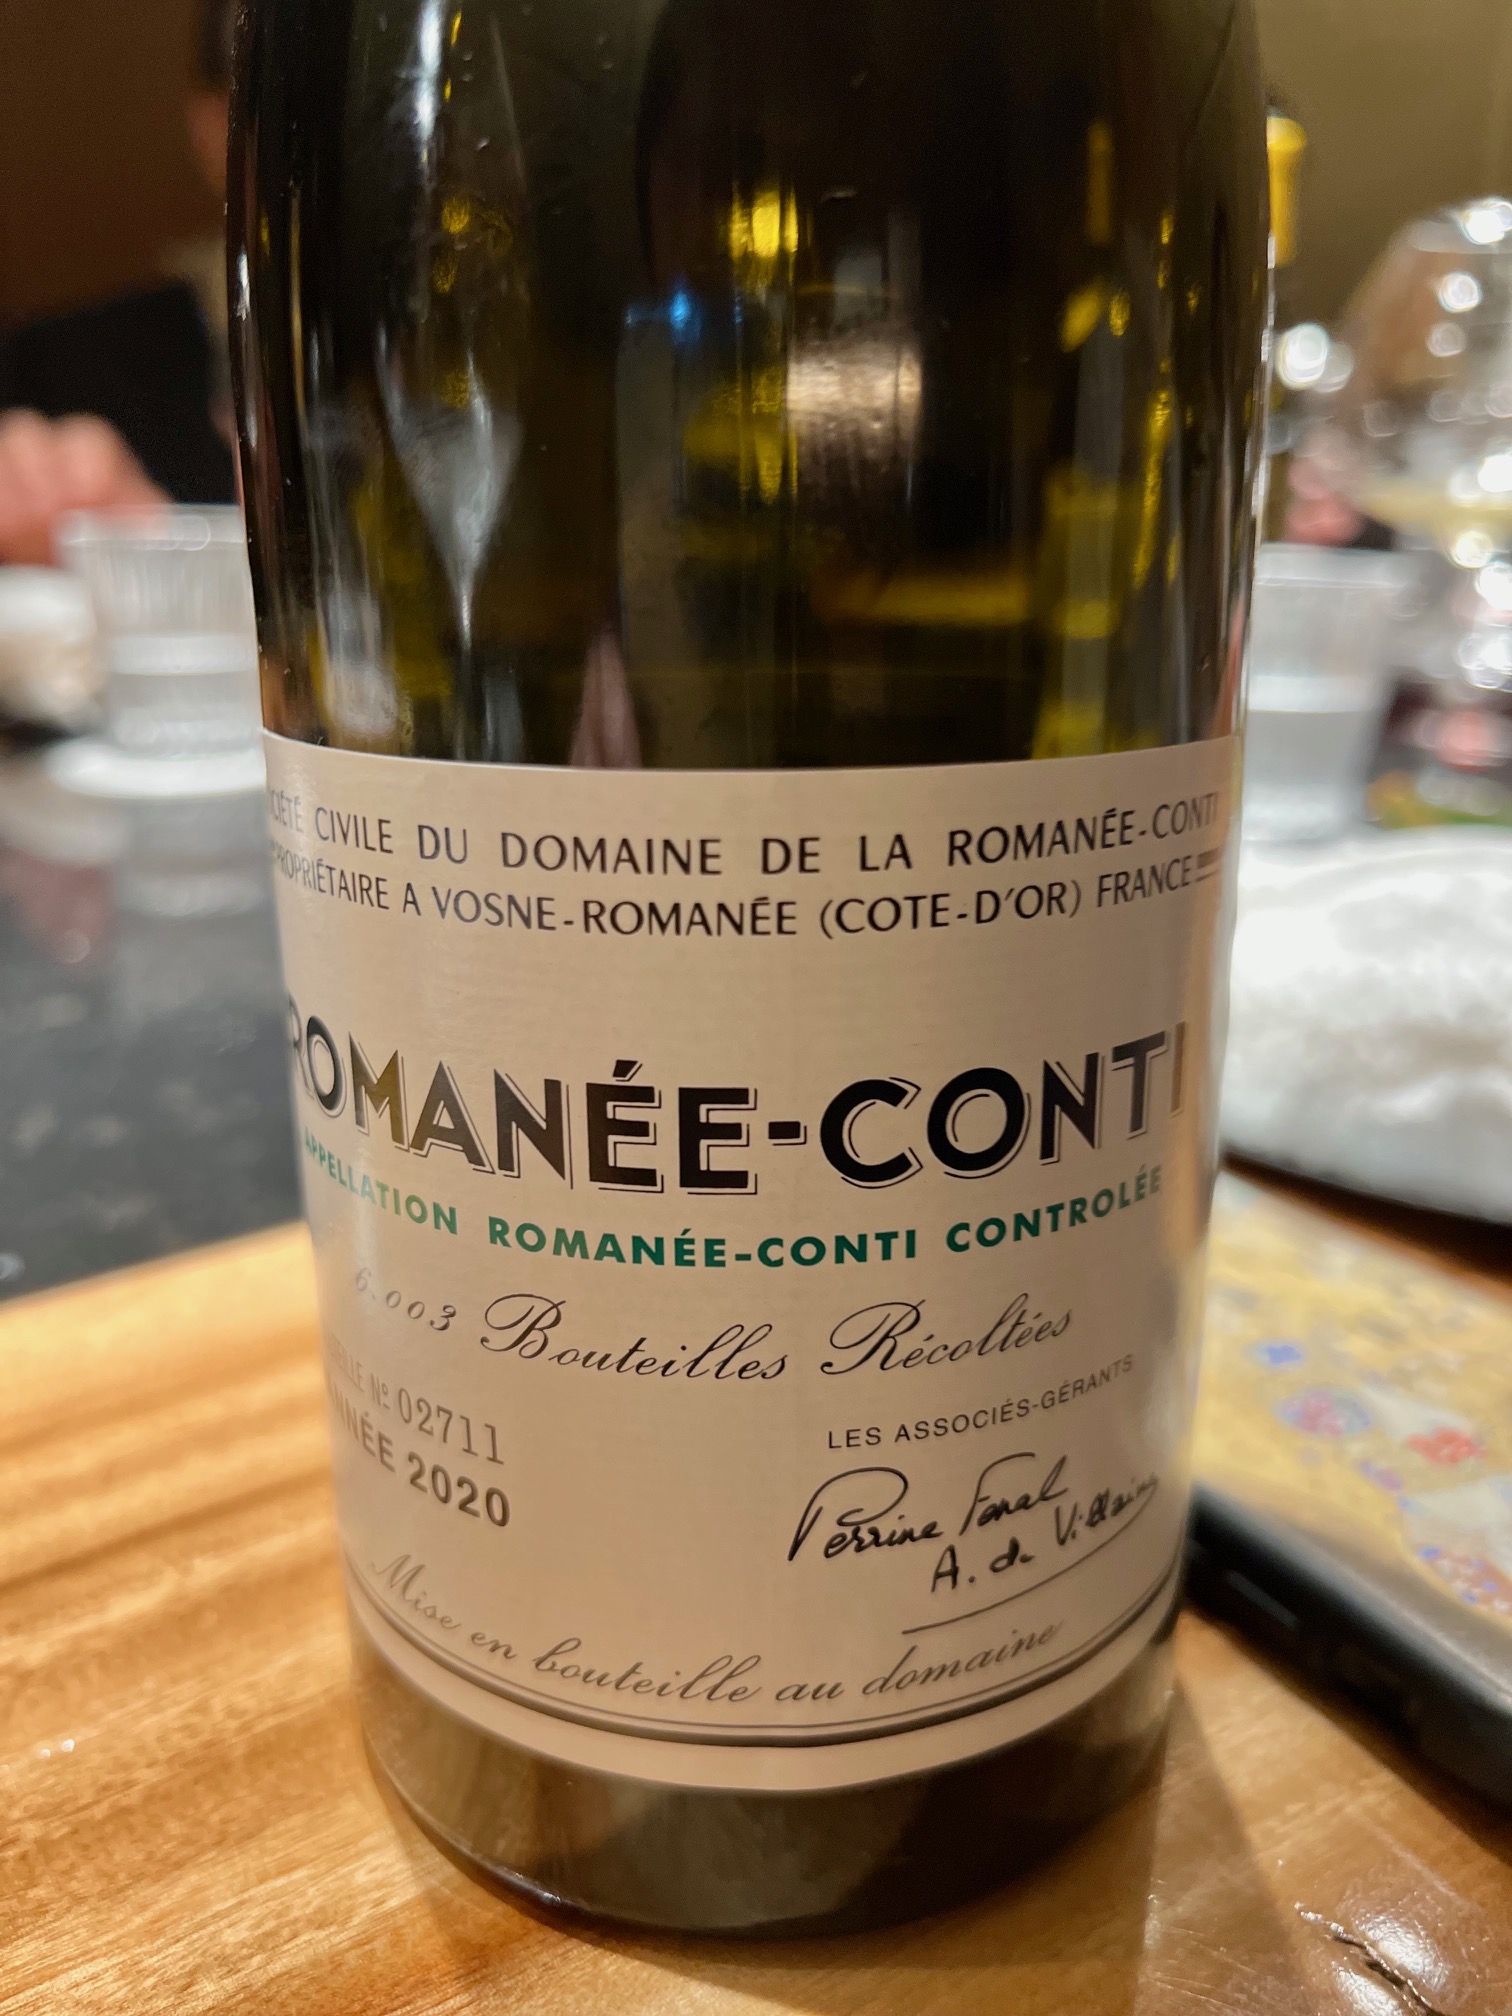 SOCIÉTÉ CIVILE DU DOMAINE DE LA ROMANÉE-CONTI
PROPRIÉTAIRE A VOSNE-ROMANÉE (COTE-D'OR) FRANCE
ROMANÉE-CONTI
APPELLATION ROMANÉE-CONTI CONTROLÉE
6.003 Bouteilles Récoltées
Nº 02711
LES ASSOCIÉS-GÉRANTS
ANNÉE 2020
Perrine Fenal
A. de Villaine
Mise en bouteille au domaine